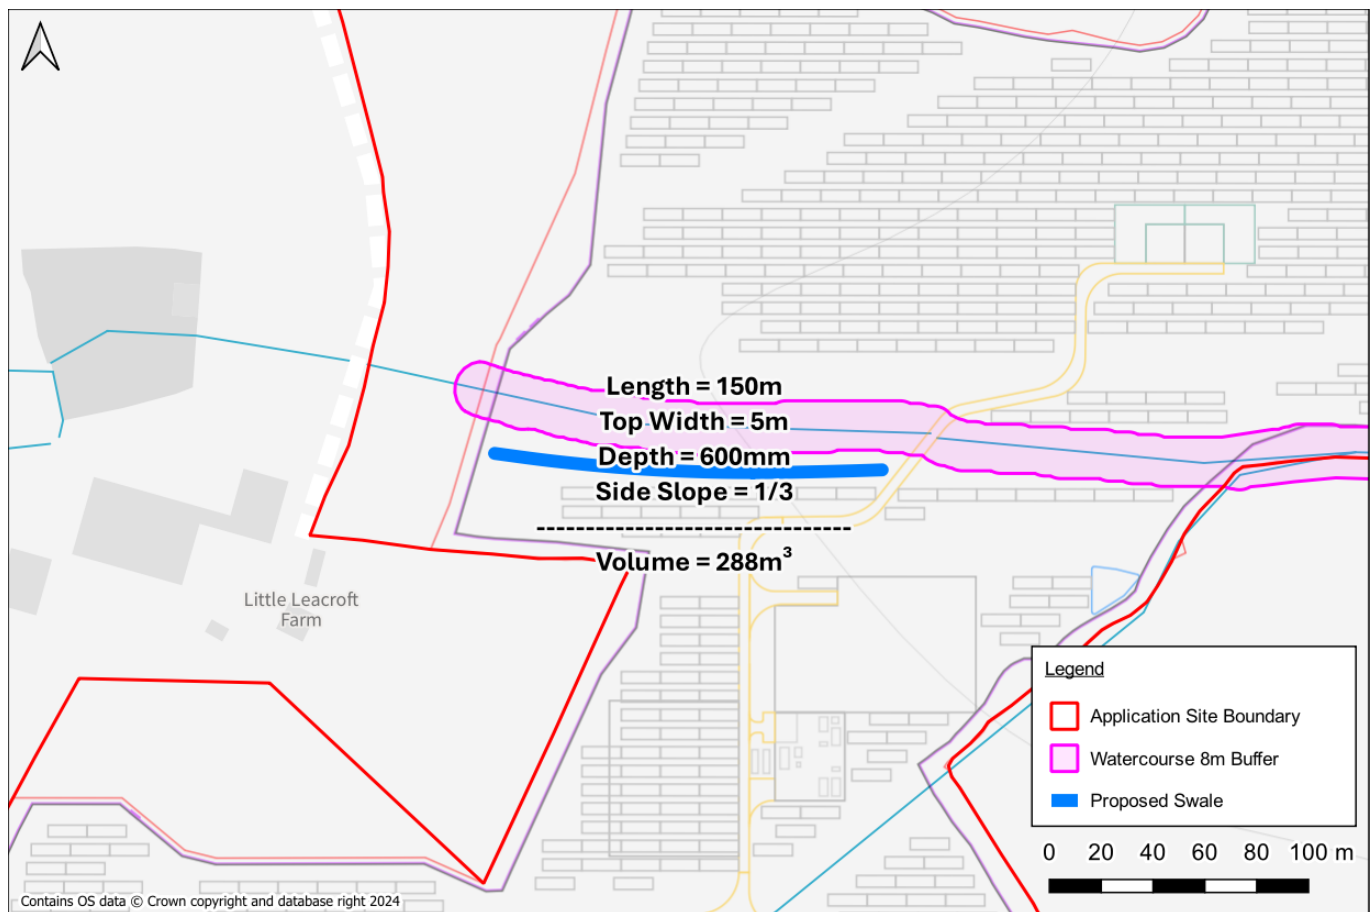 Length = 150m
Top Width = 5m
Depth = 600mm
Side Slope = 1/3
--------------------------------
Volume = 288m³
Little Leacroft
Farm
Legend
Application Site Boundary
Watercourse 8m Buffer
Proposed Swale
0 20 40 60 80 100 m
Contains OS data © Crown copyright and database right 2024